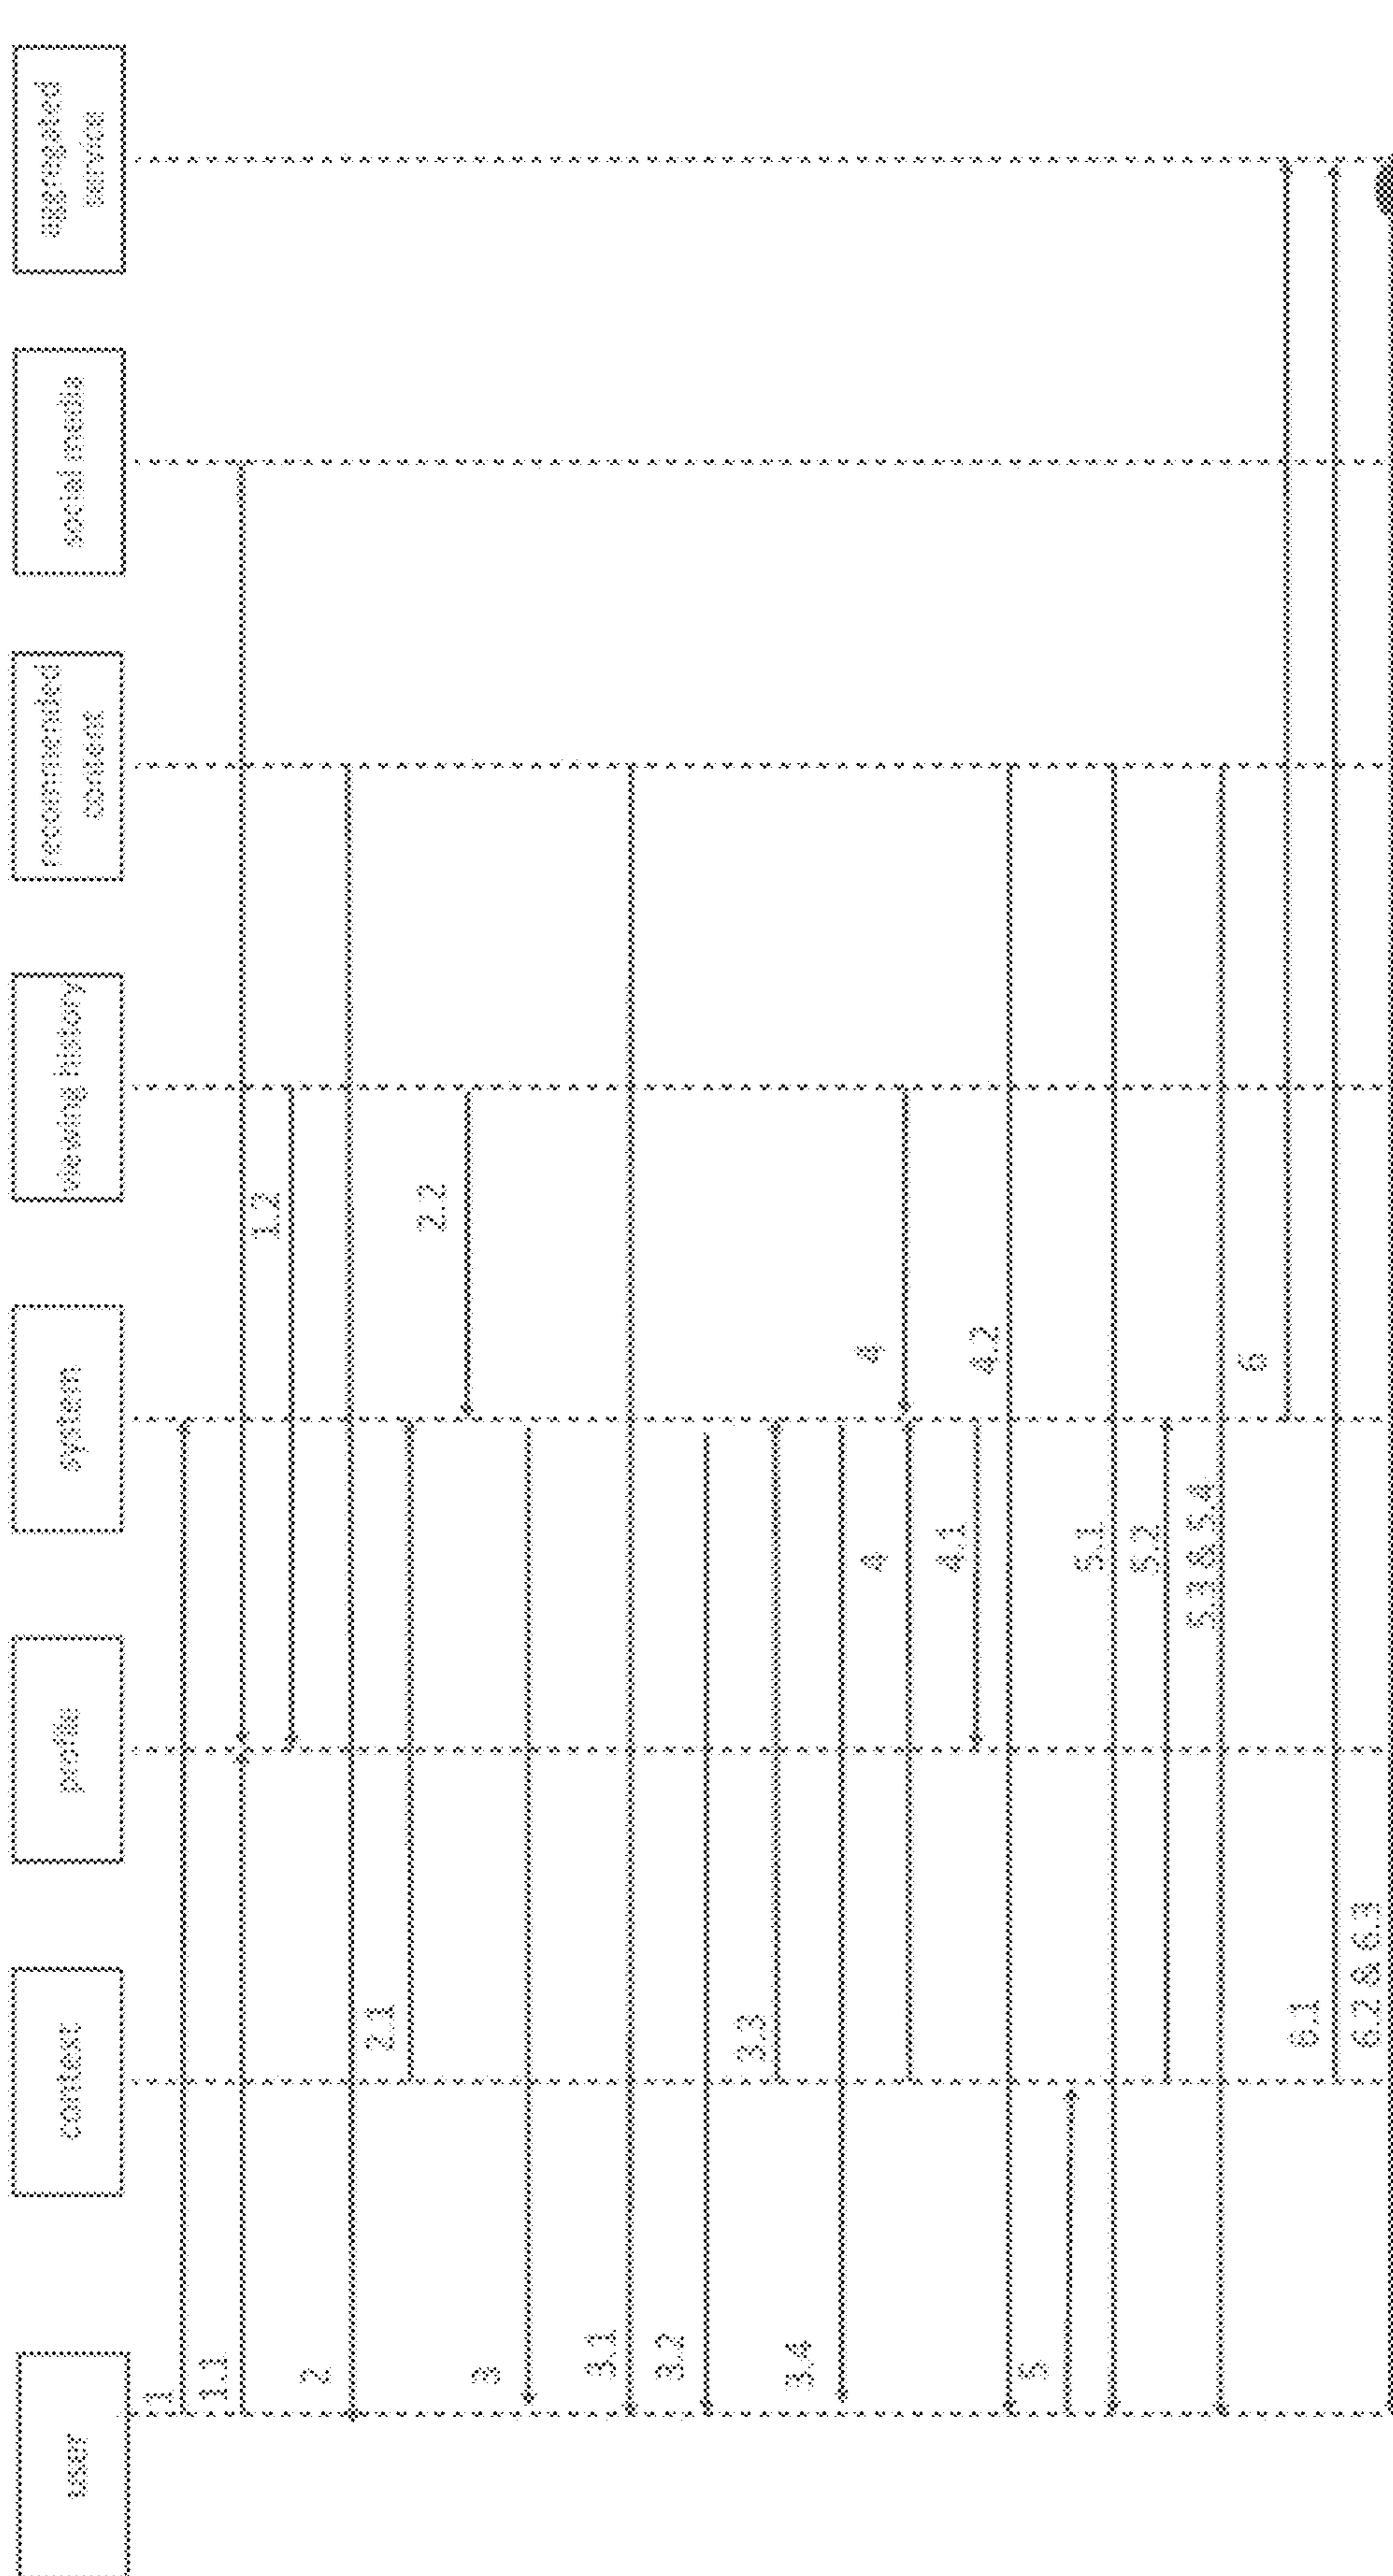 user
context
profile
system
viewing history
recommended
context
social media
aggregated
service
1
1.1
1.2
2
2.1
2.2
3
3.1
3.2
3.3
3.4
4
4
4.1
4.2
5
5.1
5.2
5.3 & 5.4
6
6.1
6.2 & 6.3